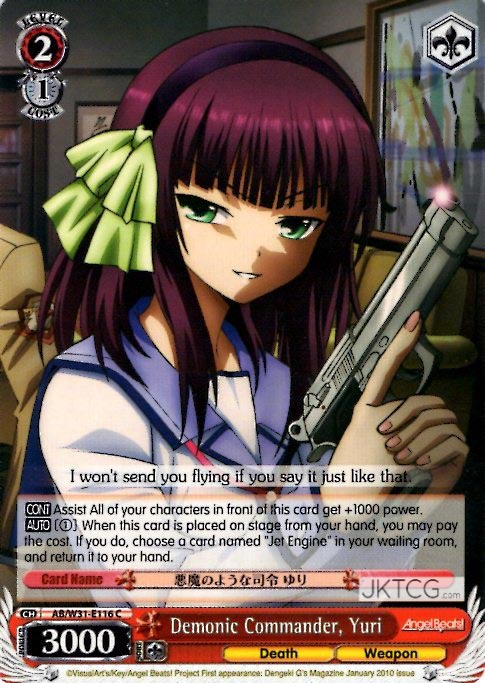 LEVEL
2
1
COST
I won't send you flying if you say it just like that.
CONT Assist All of your characters in front of this card get +1000 power.
AUTO [(1)] When this card is placed on stage from your hand, you may pay
the cost. If you do, choose a card named "Jet Engine" in your waiting room,
and return it to your hand.
Card Name 悪魔のような司令 ゆり
JKTCG.com
CH AB/W31-E116 C
POWER 3000
Demonic Commander, Yuri
Angel Beats!
Death Weapon
©VisualArt's/Key/Angel Beats! Project First appearance: Dengeki G's Magazine January 2010 issue